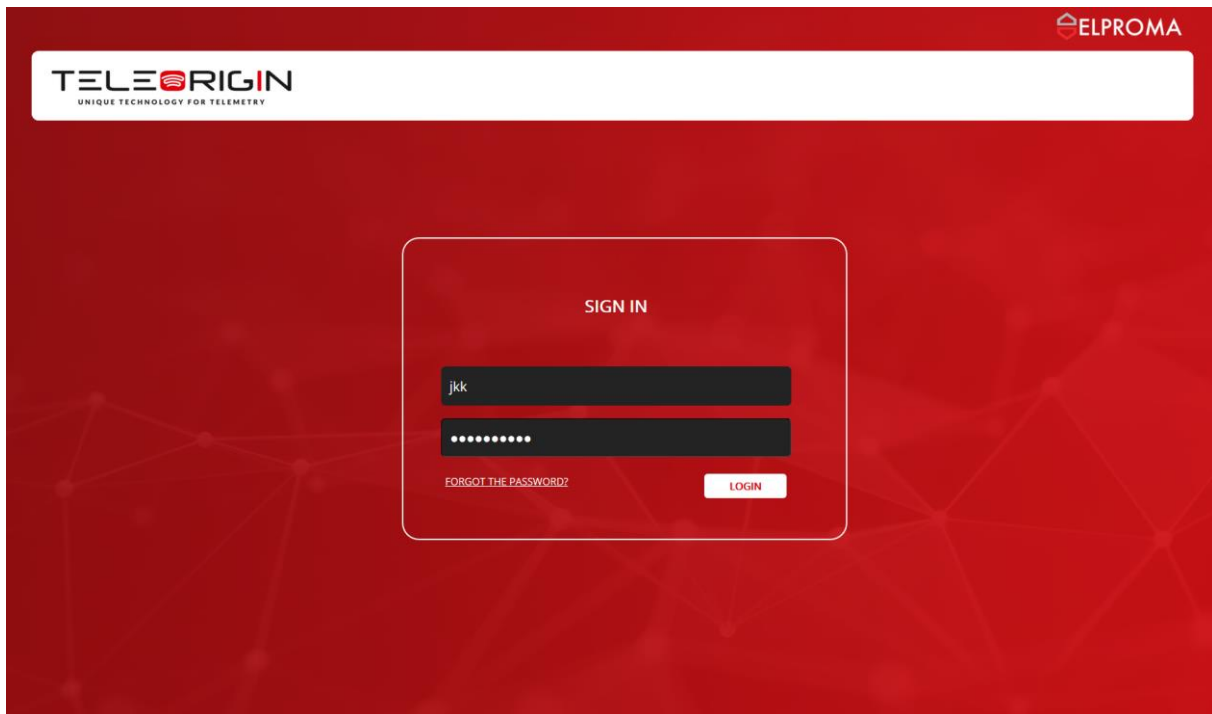 ELPROMA
TELEORIGIN
UNIQUE TECHNOLOGY FOR TELEMETRY
SIGN IN
jkk
••••••••••
FORGOT THE PASSWORD?
LOGIN